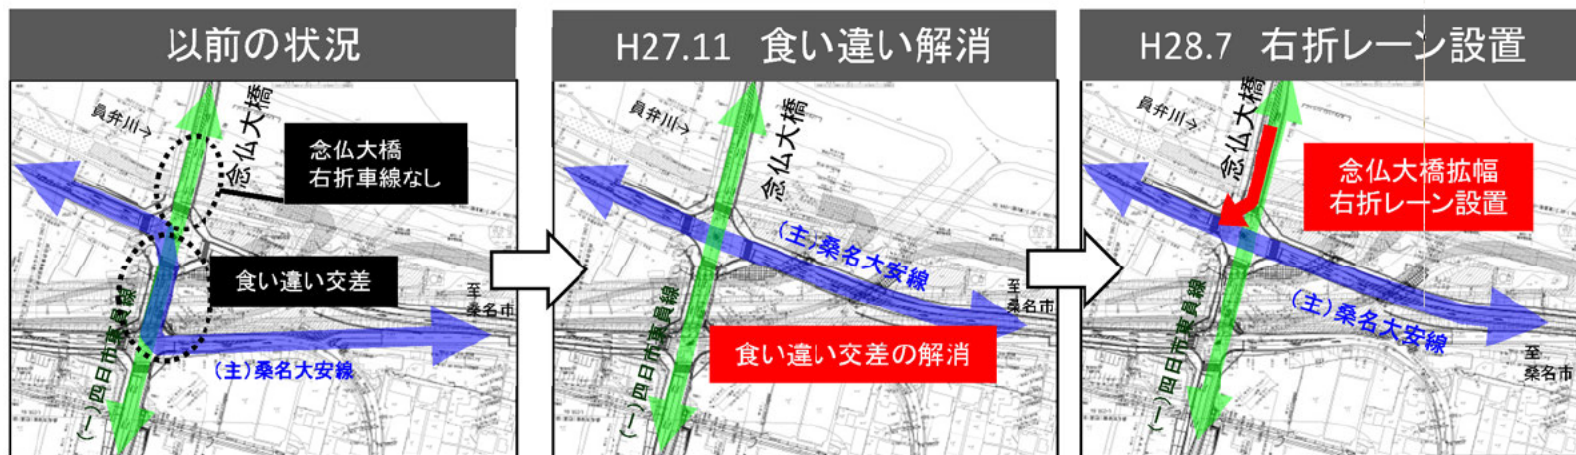 以前の状況
員弁川→
念仏大橋
念仏大橋
右折車線なし
食い違い交差
至
桑名市
(主)桑名大安線
(一)四日市東員線
H27.11 食い違い解消
員弁川→
念仏大橋
(主)桑名大安線
至
桑名市
(一)四日市東員線
食い違い交差の解消
H28.7 右折レーン設置
員弁川→
念仏大橋
念仏大橋拡幅
右折レーン設置
(主)桑名大安線
至
桑名市
(一)四日市東員線